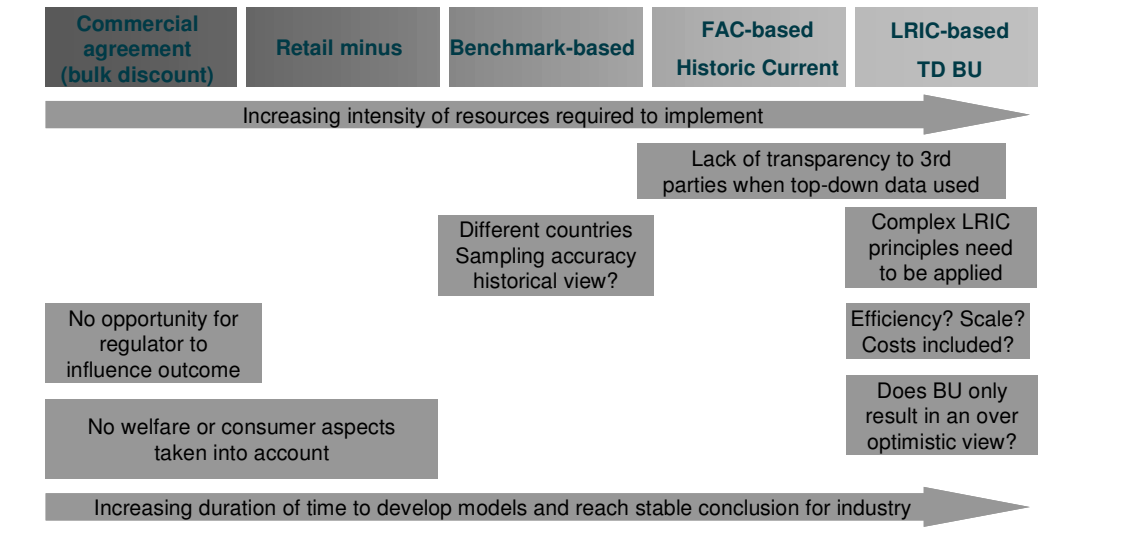 Commercial
agreement
(bulk discount)
Retail minus
Benchmark-based
FAC-based
Historic Current
LRIC-based
TD BU
Increasing intensity of resources required to implement
Lack of transparency to 3rd
parties when top-down data used
Different countries
Sampling accuracy
historical view?
Complex LRIC
principles need
to be applied
No opportunity for
regulator to
influence outcome
Efficiency? Scale?
Costs included?
Does BU only
result in an over
optimistic view?
No welfare or consumer aspects
taken into account
Increasing duration of time to develop models and reach stable conclusion for industry